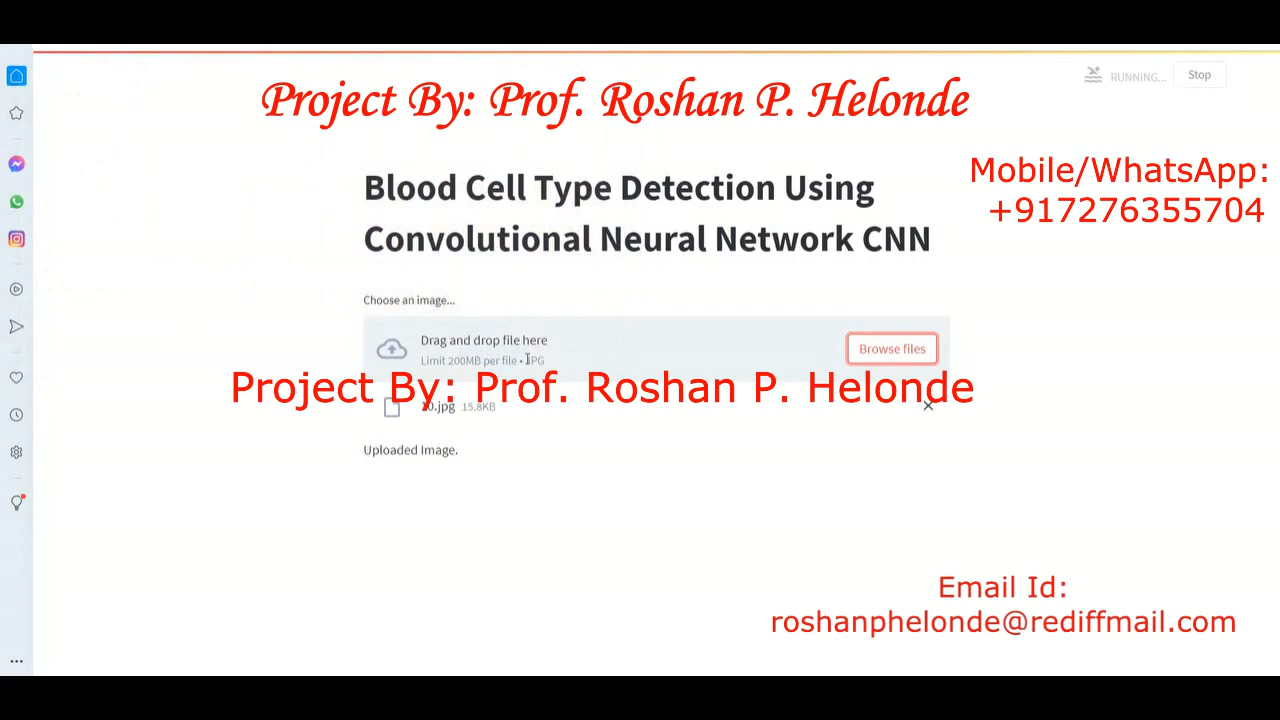 RUNNING...
Stop
Project By: Prof. Roshan P. Helonde
Mobile/WhatsApp:
+917276355704
Blood Cell Type Detection Using
Convolutional Neural Network CNN
Choose an image...
Drag and drop file here
Limit 200MB per file • JPG
Browse files
Project By: Prof. Roshan P. Helonde
15.8KB
Uploaded Image.
Email Id:
roshanphelonde@rediffmail.com